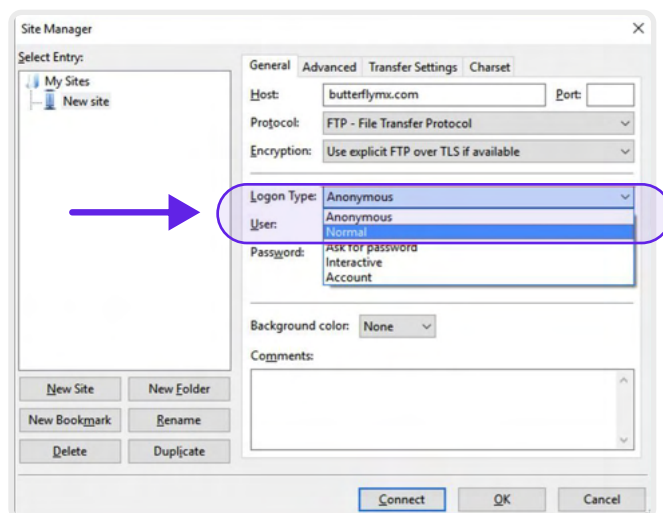 Site Manager
Select Entry:
My Sites
New site
New Site
New Folder
New Bookmark
Rename
Delete
Duplicate
General Advanced Transfer Settings Charset
Host: butterflymx.com Port:
Protocol: FTP - File Transfer Protocol
Encryption: Use explicit FTP over TLS if available
Logon Type: Anonymous
Anonymous
User:
Normal
Ask for password
Password:
Interactive
Account
Background color: None
Comments:
Connect OK Cancel